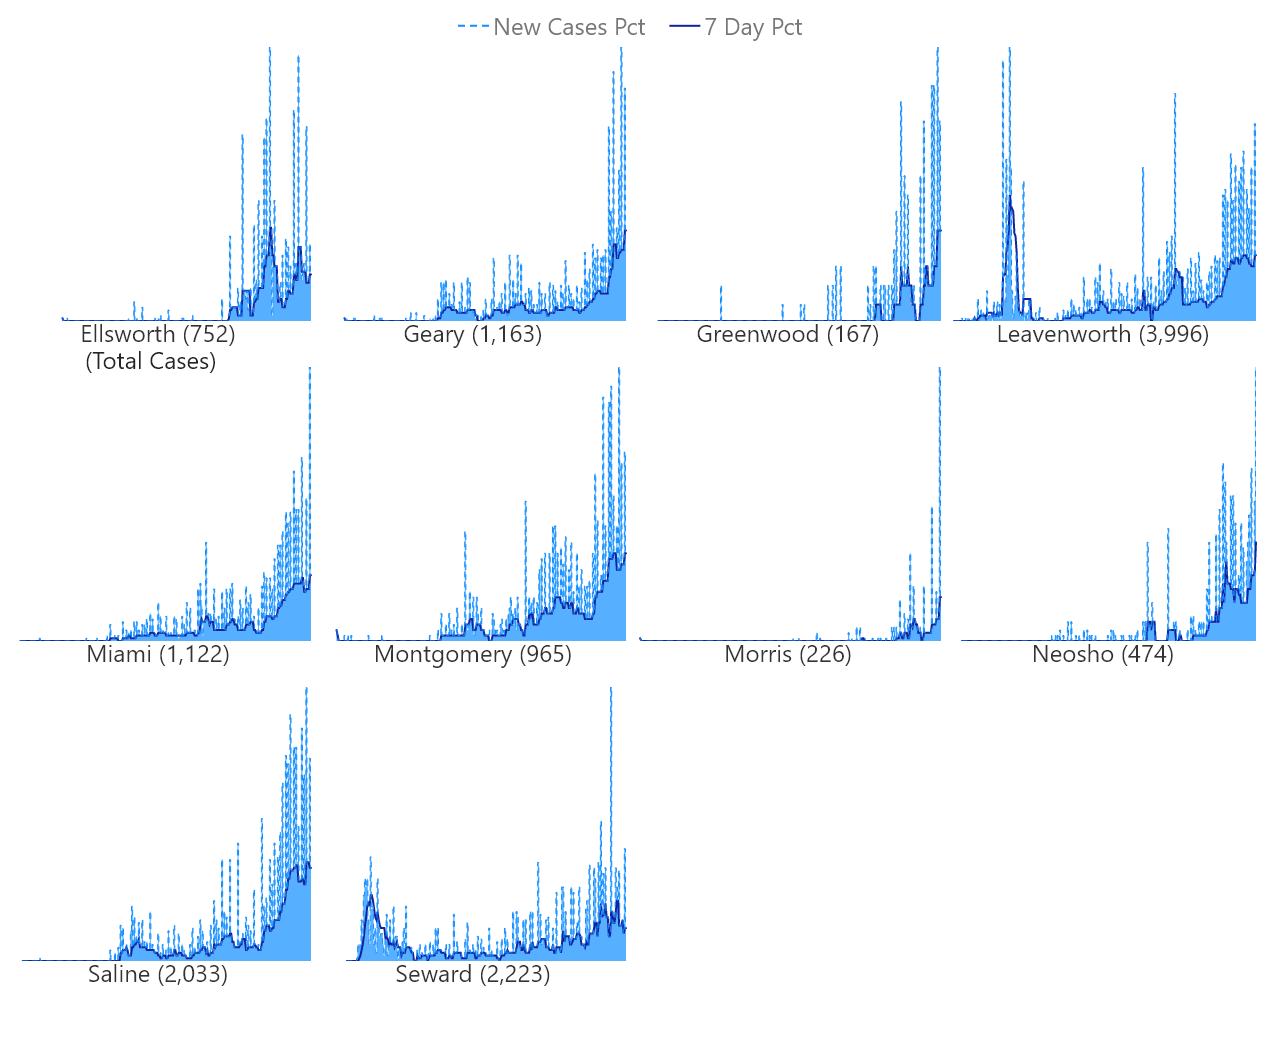 New Cases Pct 7 Day Pct
Ellsworth (752) Geary (1,163) Greenwood (167) Leavenworth (3,996)
(Total Cases)
Miami (1,122) Montgomery (965) Morris (226) Neosho (474)
Saline (2,033) Seward (2,223)